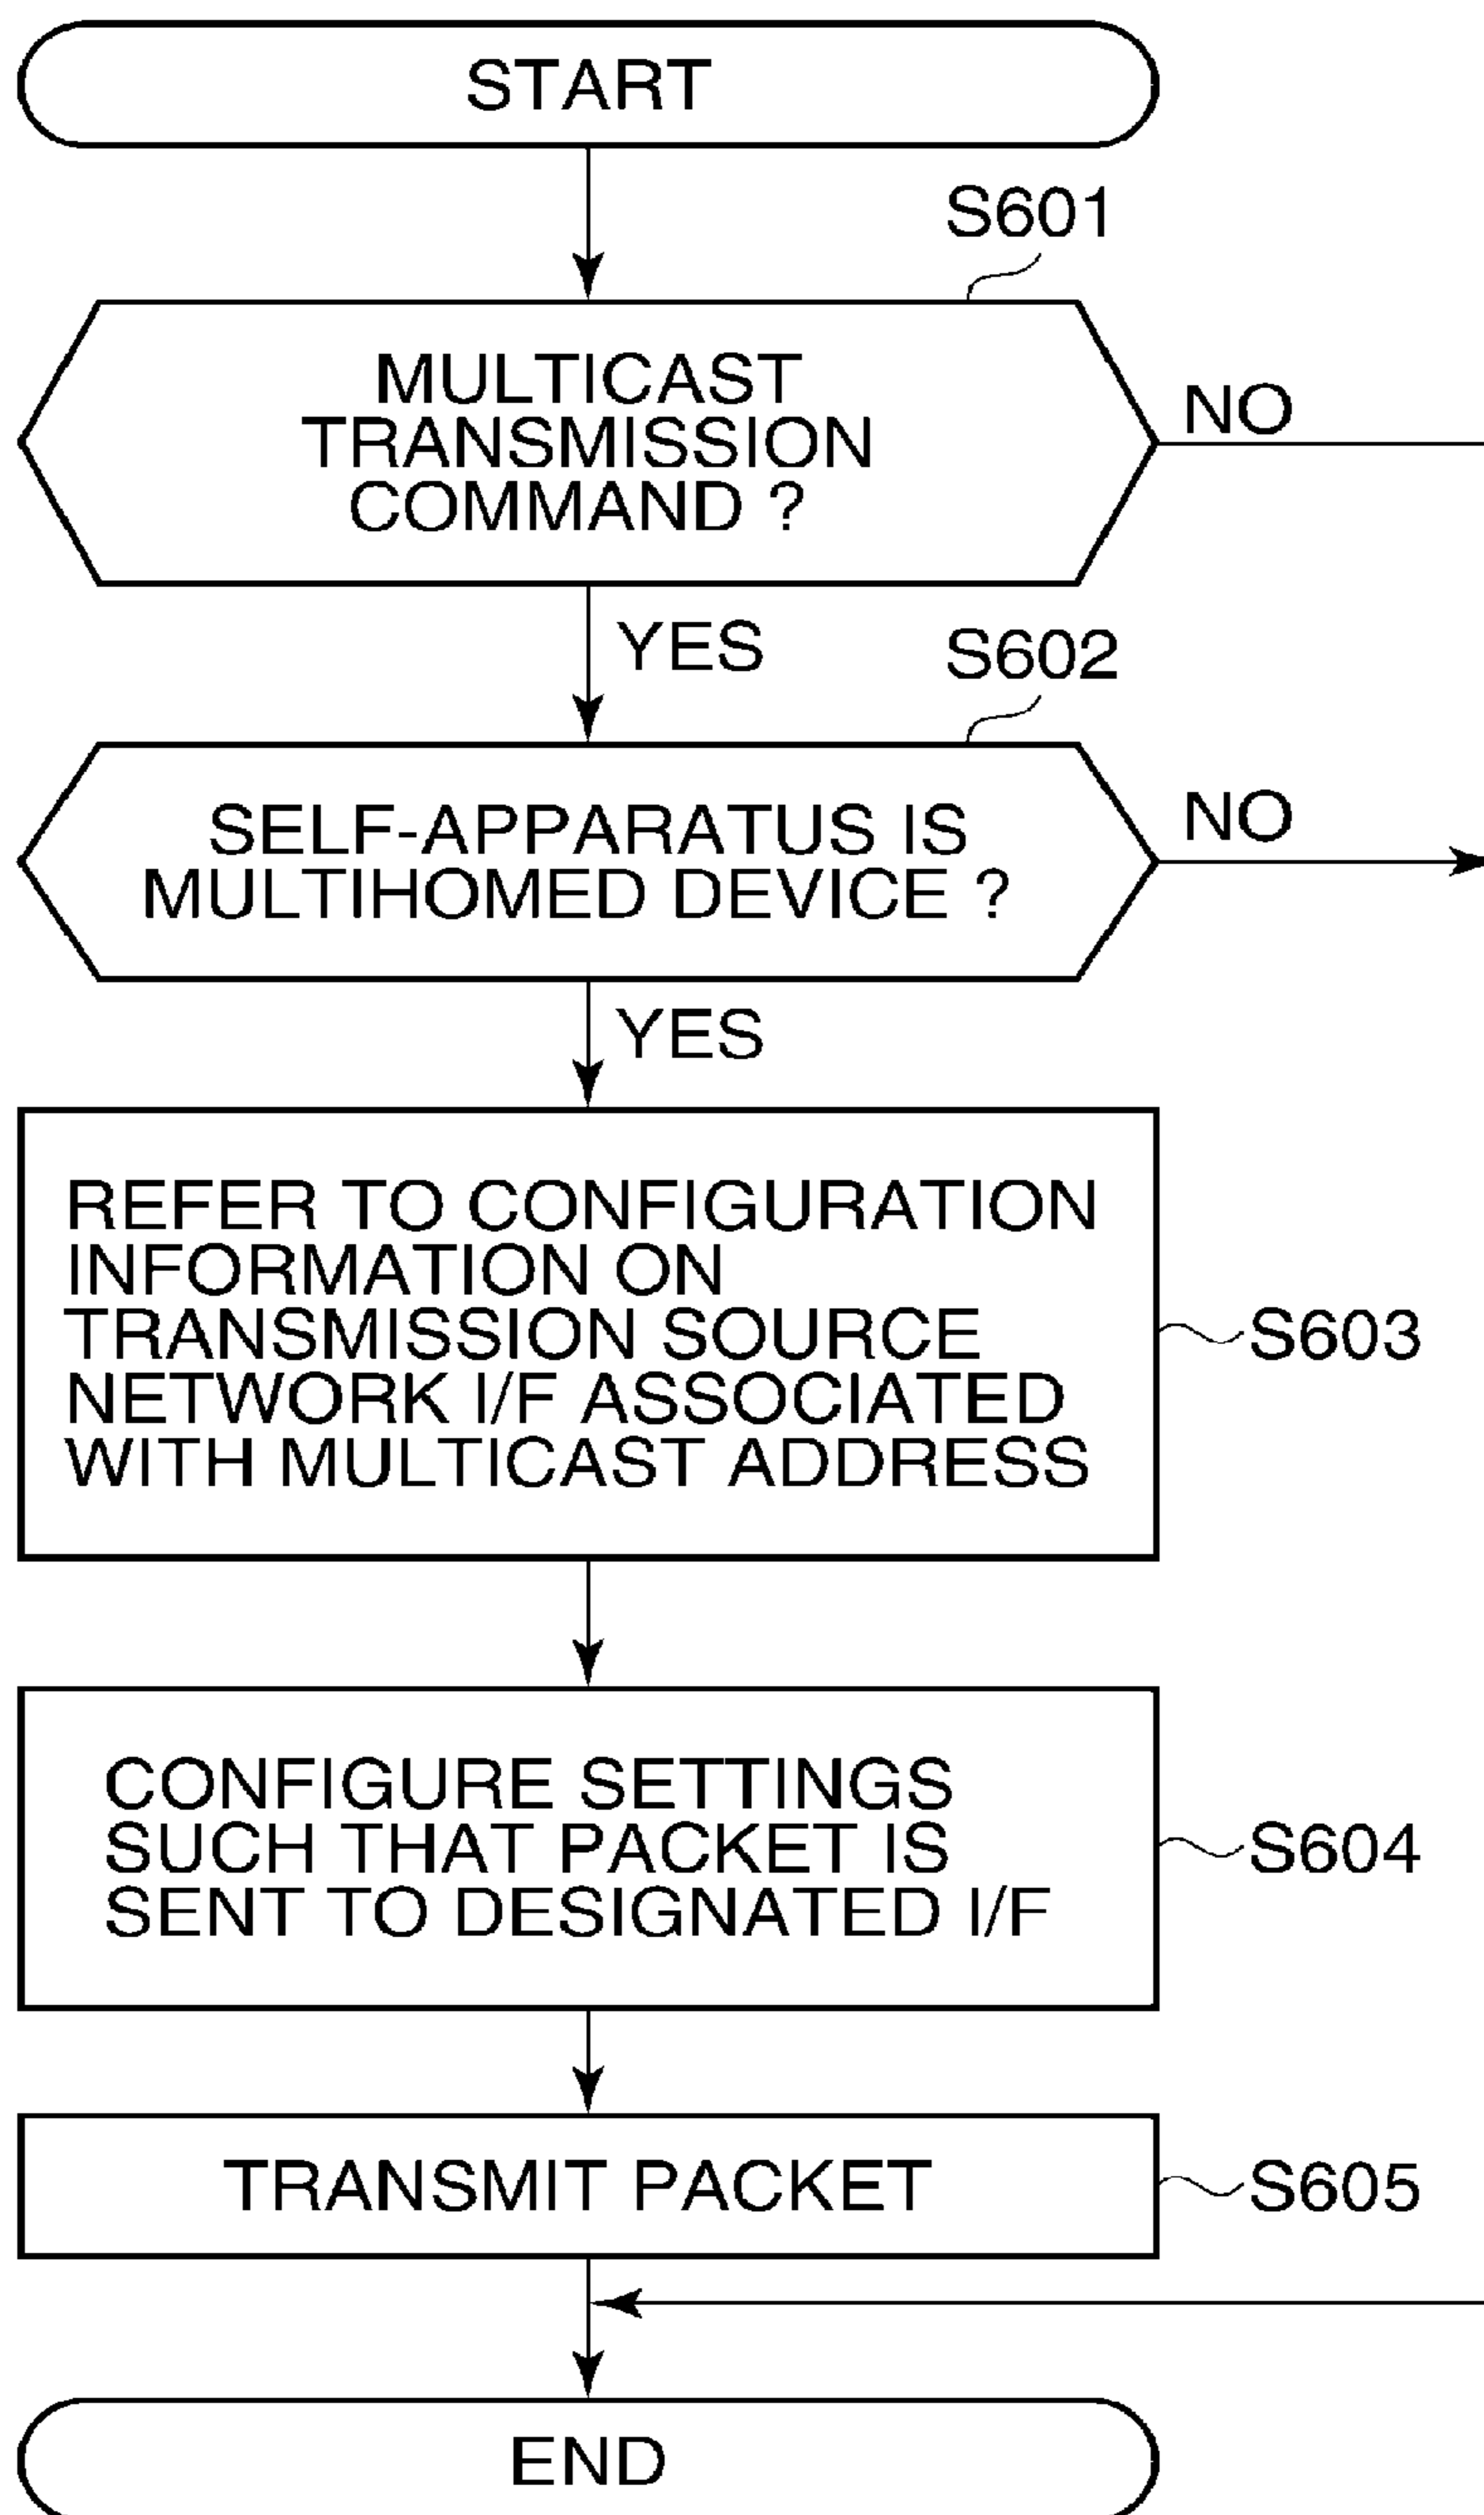 START
S601
MULTICAST
TRANSMISSION
COMMAND ?
NO
YES
S602
SELF-APPARATUS IS
MULTIHOMED DEVICE ?
NO
YES
REFER TO CONFIGURATION
INFORMATION ON
TRANSMISSION SOURCE
NETWORK I/F ASSOCIATED
WITH MULTICAST ADDRESS
S603
CONFIGURE SETTINGS
SUCH THAT PACKET IS
SENT TO DESIGNATED I/F
S604
TRANSMIT PACKET
S605
END